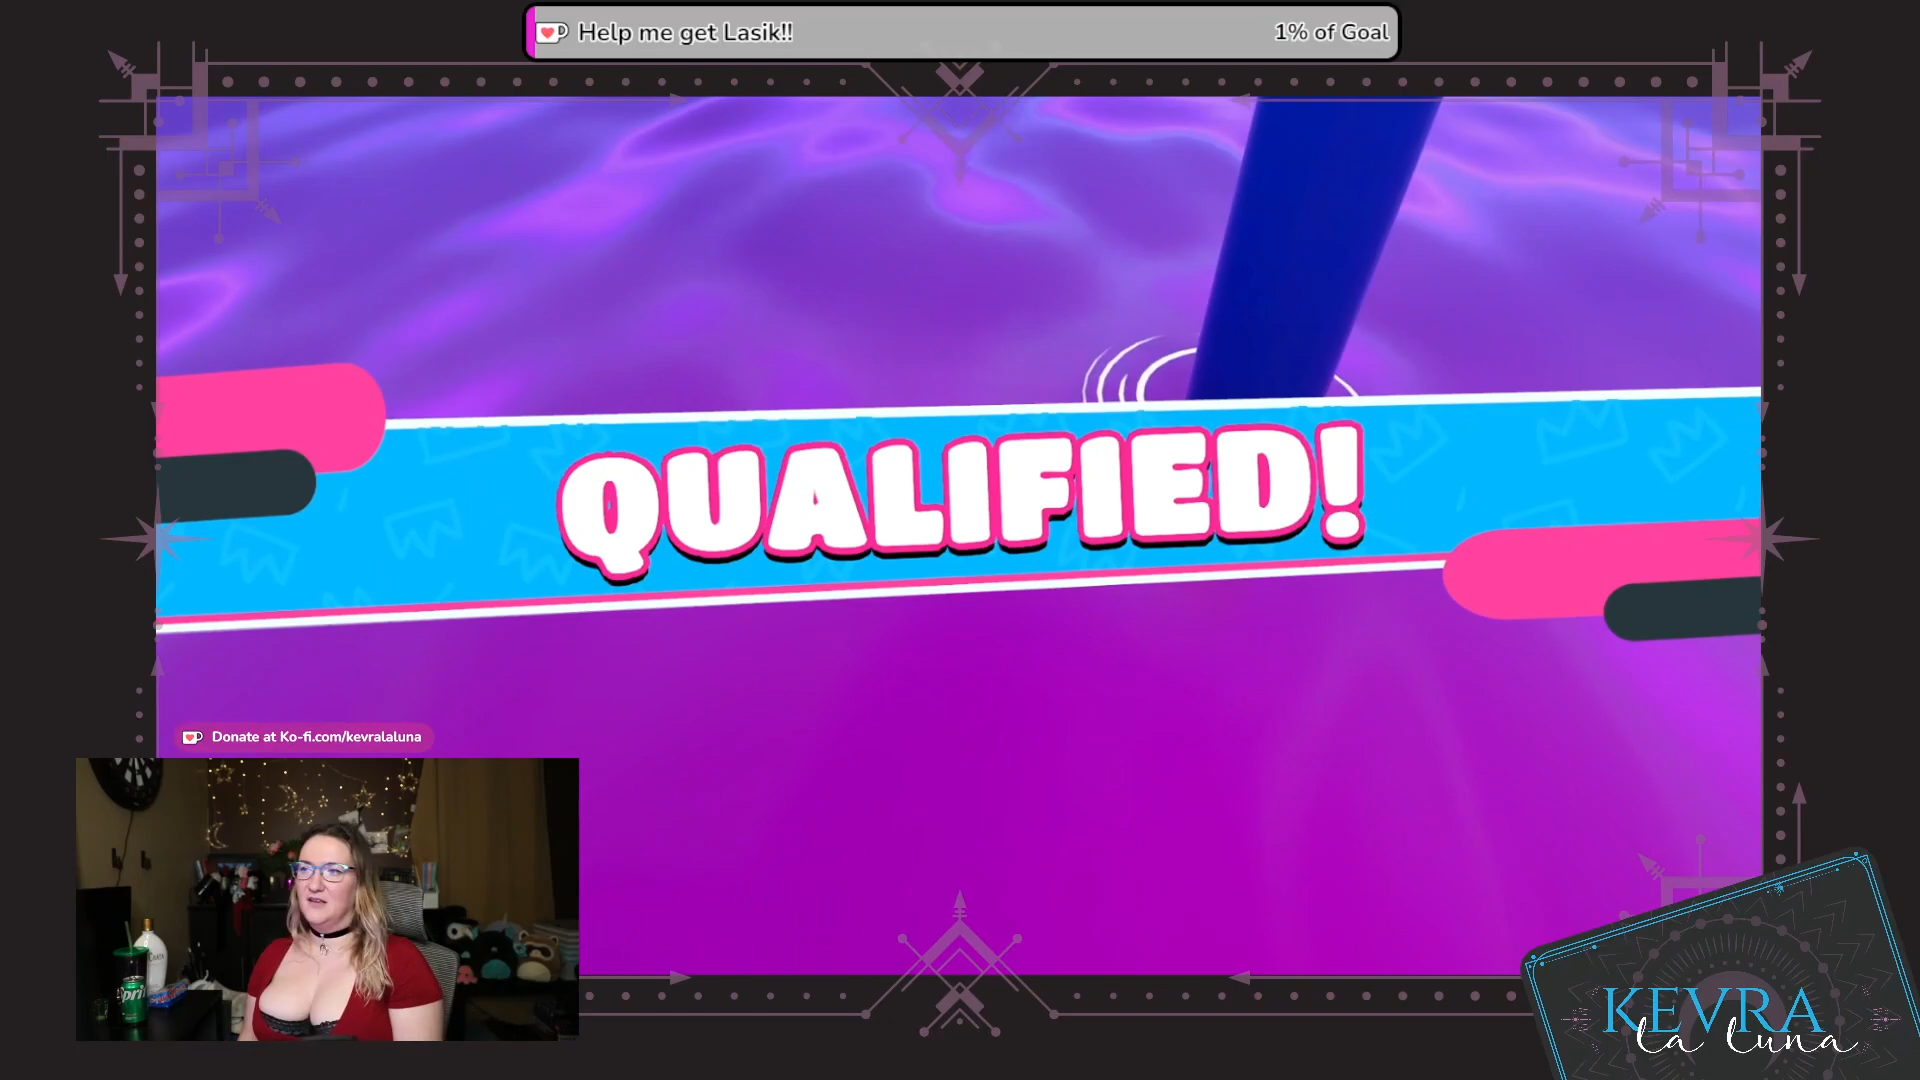 Help me get Lasik!! 1% of Goal
QUALIFIED!
Donate at Ko-fi.com/kevralaluna
KEVRA
la luna